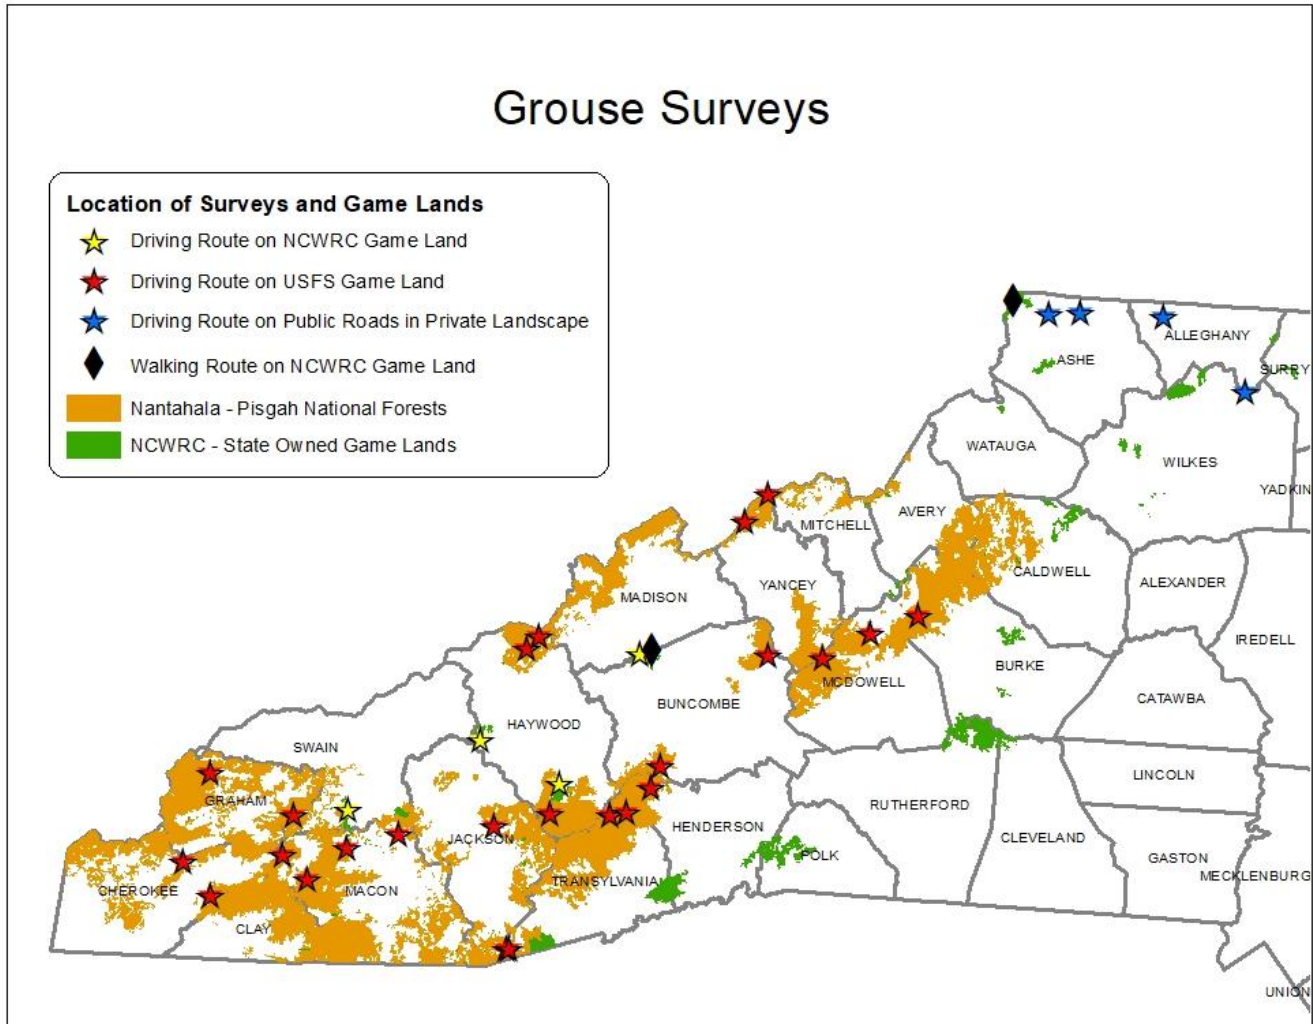 Grouse Surveys
Location of Surveys and Game Lands
Driving Route on NCWRC Game Land
Driving Route on USFS Game Land
Driving Route on Public Roads in Private Landscape
Walking Route on NCWRC Game Land
Nantahala - Pisgah National Forests
NCWRC - State Owned Game Lands
ALLEGHANY
ASHE
SURRY
WATAUGA
WILKES
YADKIN
AVERY
MITCHELL
CALDWELL
ALEXANDER
YANCEY
MADISON
IREDELL
BURKE
MCDOWELL
CATAWBA
BUNCOMBE
HAYWOOD
SWAIN
LINCOLN
GRAHAM
RUTHERFORD
HENDERSON
CLEVELAND
JACKSON
POLK
GASTON
MECKLENBURG
TRANSYLVANIA
CHEROKEE
MACON
CLAY
UNION